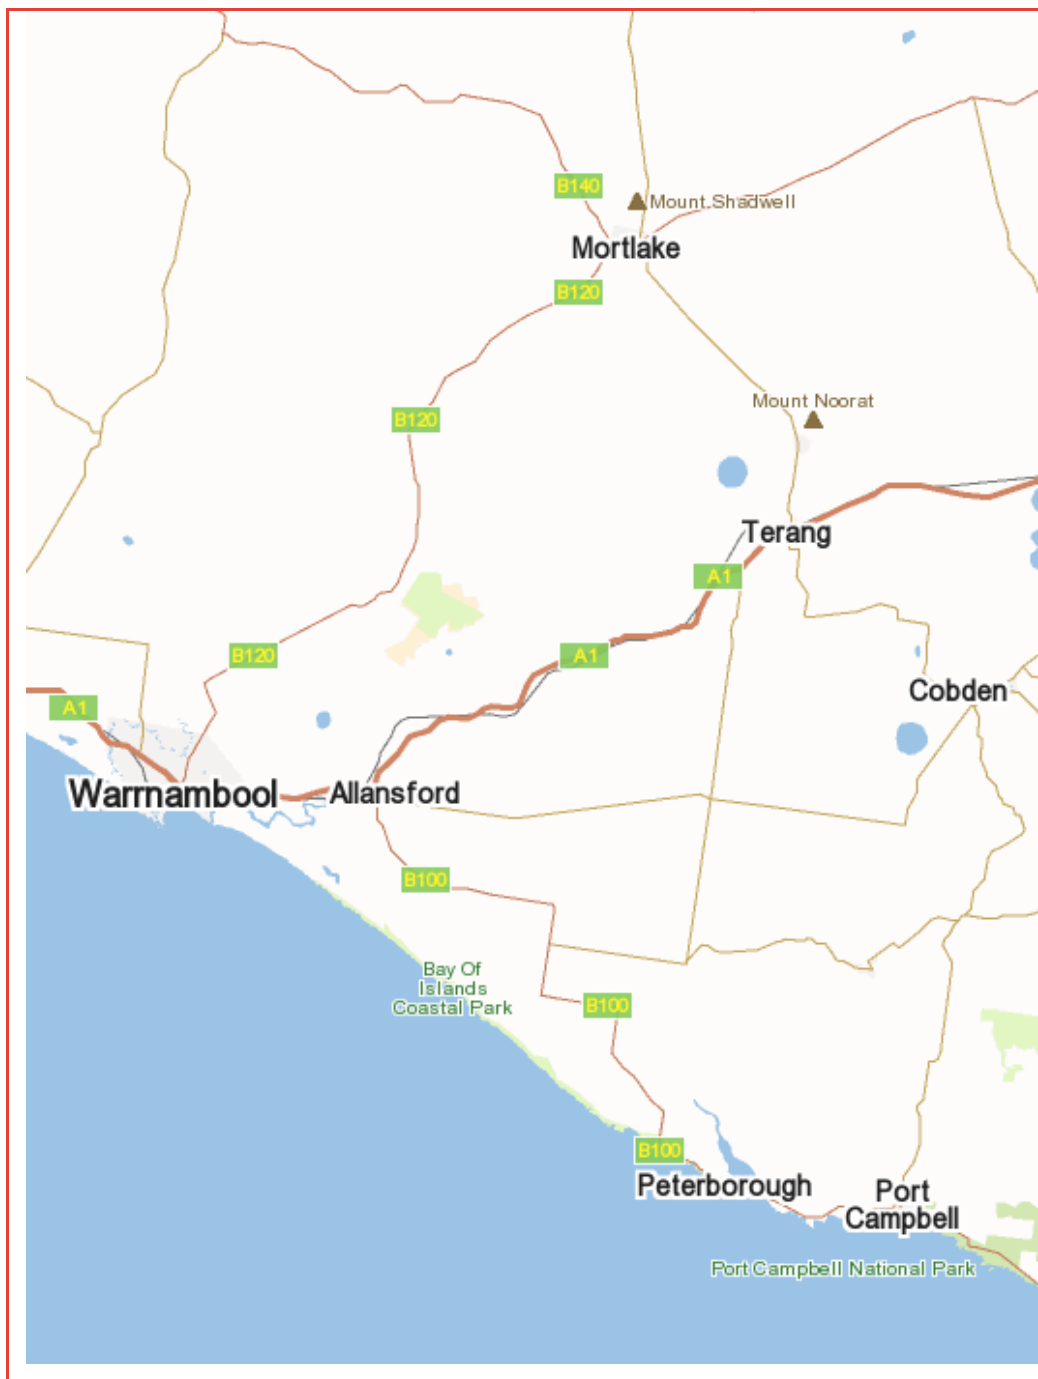 B140
Mount Shadwell
Mortlake
B120
Mount Noorat
B120
Terang
A1
B120
A1
Cobden
A1
Warrnambool
Allansford
B100
Bay Of
Islands
Coastal Park
B100
B100
Peterborough
Port
Campbell
Port Campbell National Park